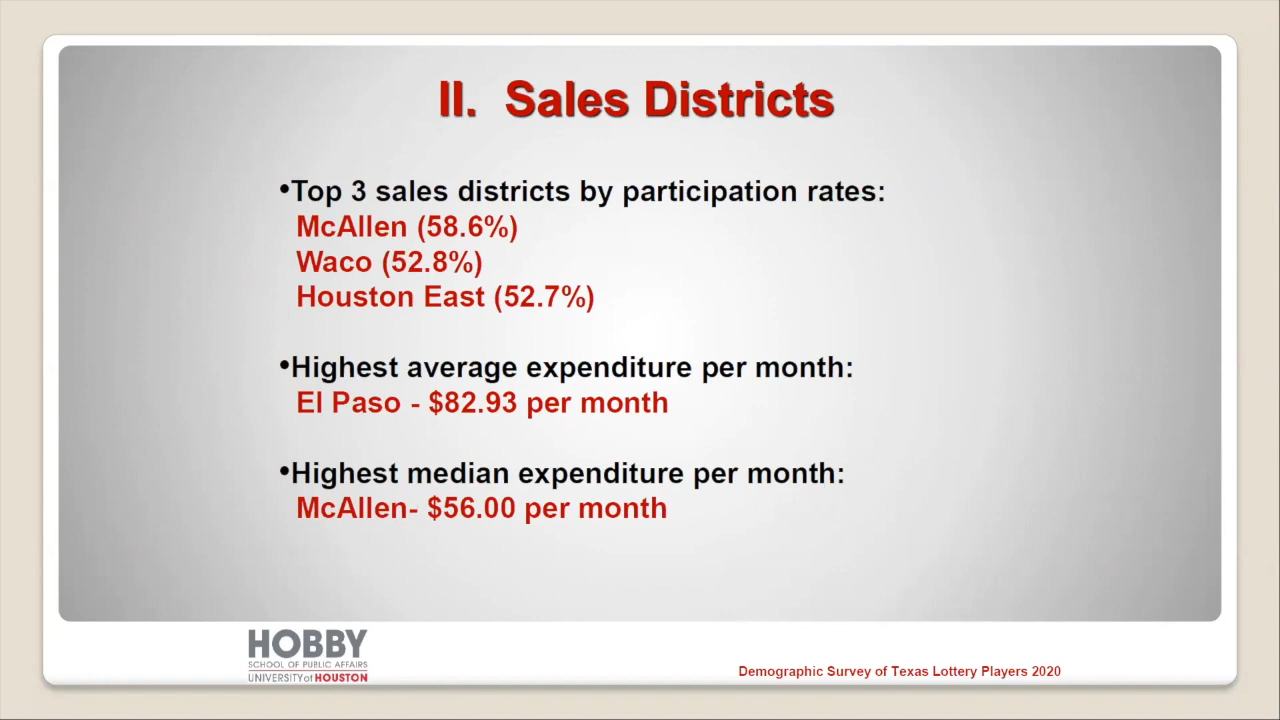 II. Sales Districts
•Top 3 sales districts by participation rates:
McAllen (58.6%)
Waco (52.8%)
Houston East (52.7%)
•Highest average expenditure per month:
El Paso - $82.93 per month
•Highest median expenditure per month:
McAllen- $56.00 per month
HOBBY
SCHOOL OF PUBLIC AFFAIRS
UNIVERSITY of HOUSTON
Demographic Survey of Texas Lottery Players 2020